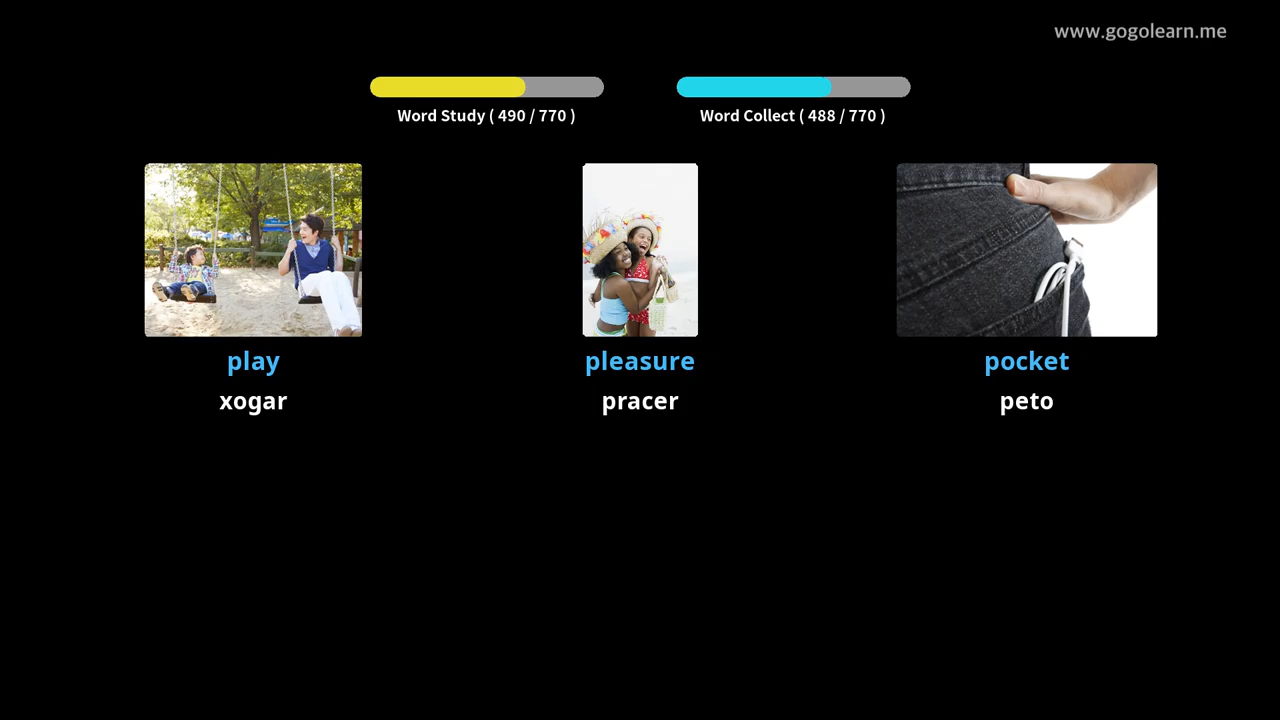 www.gogolearn.me
Word Study ( 490 / 770 )
Word Collect ( 488 / 770 )
play
pleasure
pocket
xogar
pracer
peto